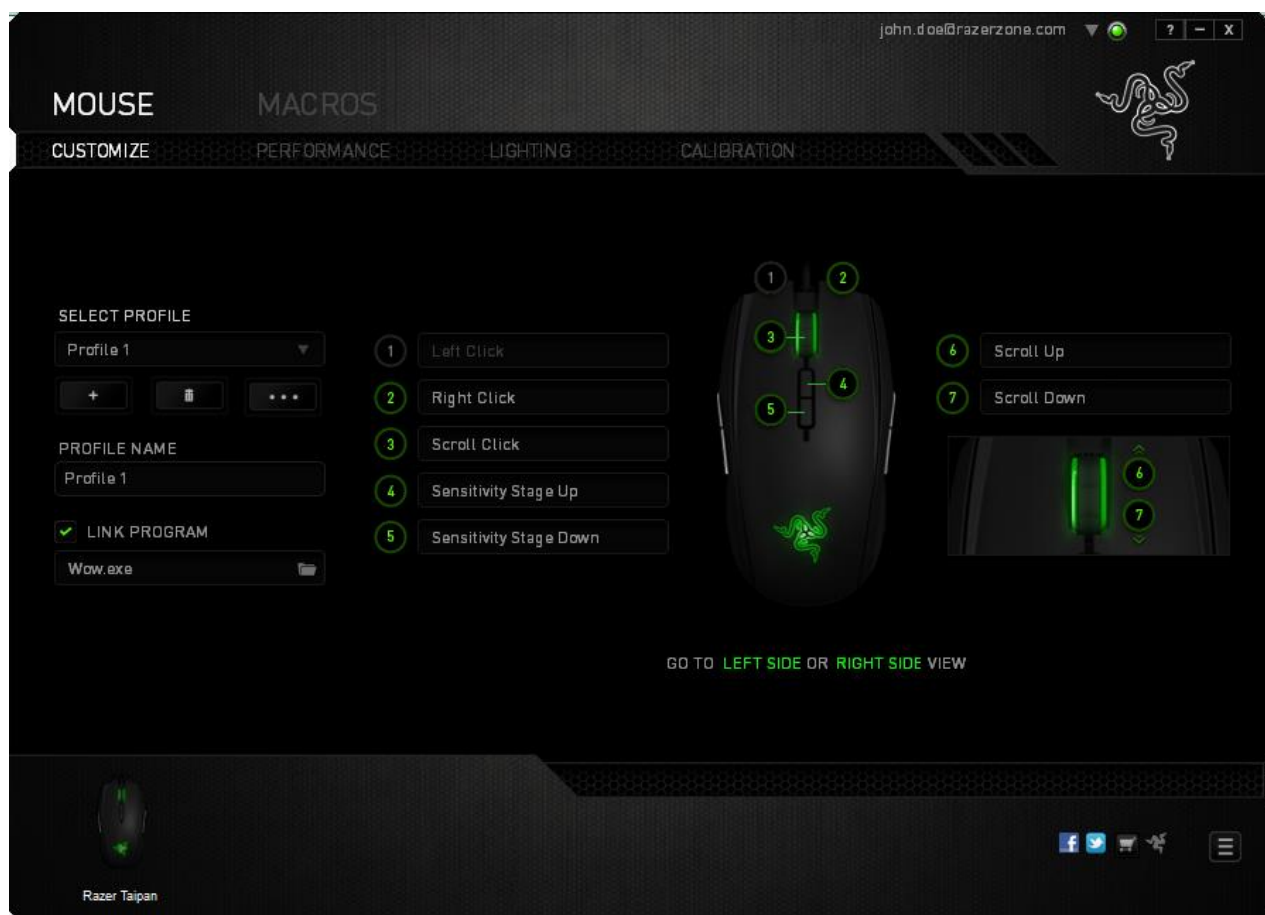 john.doe@razerzone.com
? – X
MOUSE MACROS
CUSTOMIZE PERFORMANCE LIGHTING CALIBRATION
SELECT PROFILE
Profile 1
+
PROFILE NAME
Profile 1
LINK PROGRAM
Wow.exe
1 Left Click
2 Right Click
3 Scroll Click
4 Sensitivity Stage Up
5 Sensitivity Stage Down
1
2
3
4
5
6 Scroll Up
7 Scroll Down
6
7
GO TO LEFT SIDE OR RIGHT SIDE VIEW
Razer Taipan
f